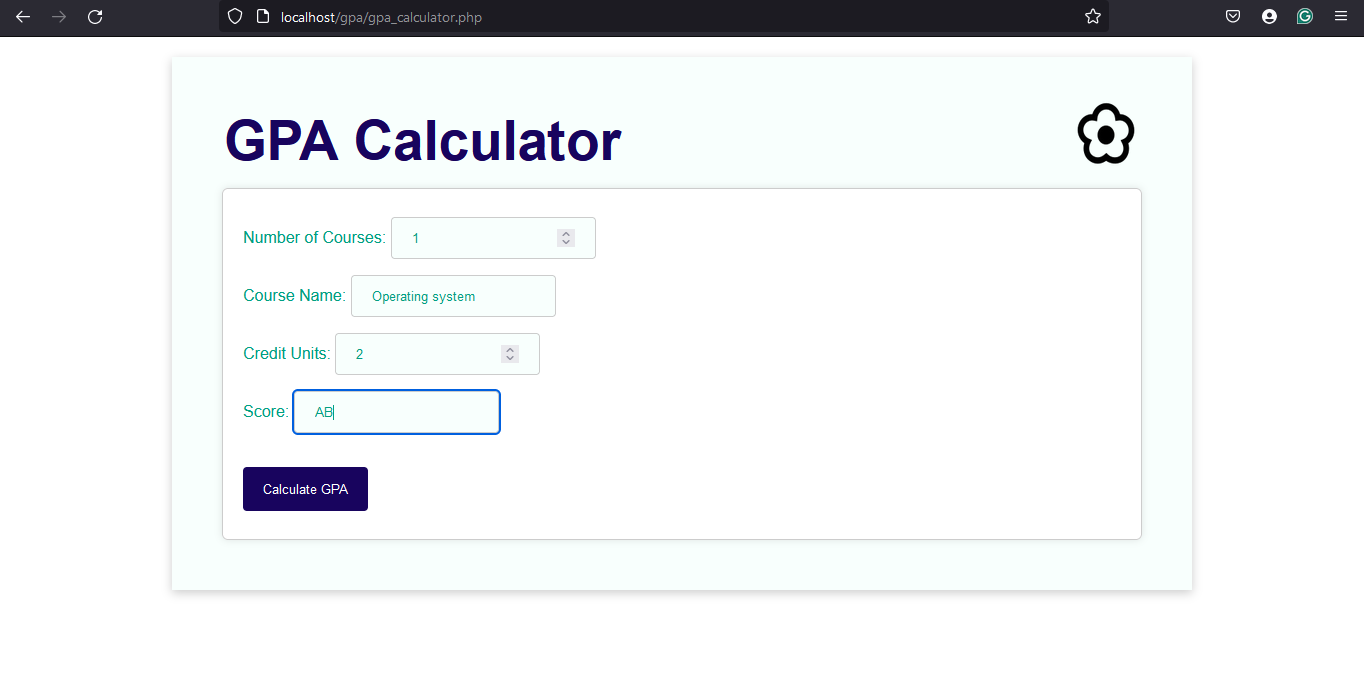 localhost/gpa/gpa_calculator.php
GPA Calculator
Number of Courses: 1
Course Name: Operating system
Credit Units: 2
Score: AB
Calculate GPA